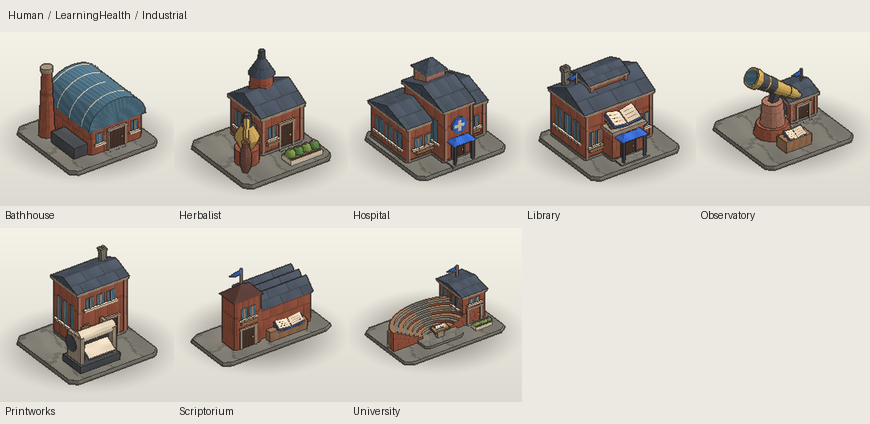 Human / LearningHealth / Industrial
Bathhouse
Herbalist
Hospital
Library
Observatory
Printworks
Scriptorium
University